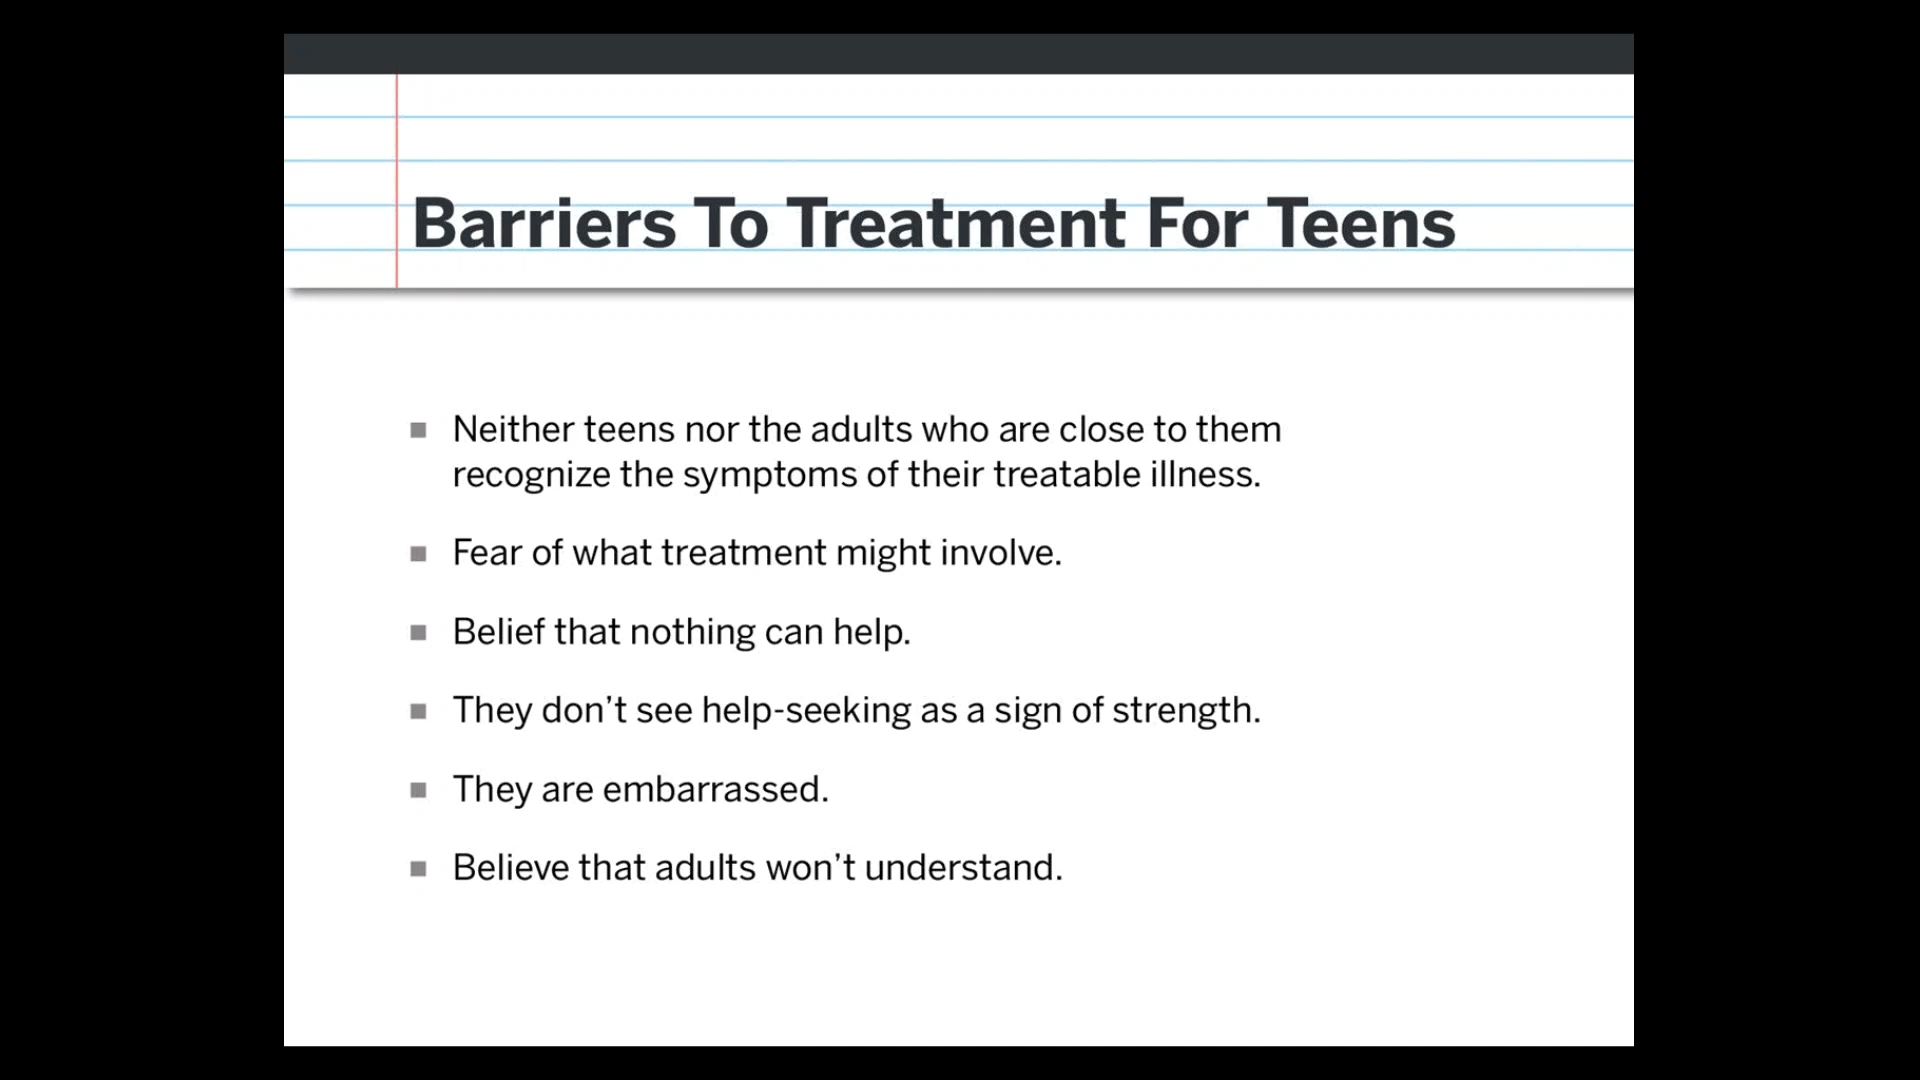 Barriers To Treatment For Teens
Neither teens nor the adults who are close to them
recognize the symptoms of their treatable illness.
Fear of what treatment might involve.
Belief that nothing can help.
They don’t see help-seeking as a sign of strength.
They are embarrassed.
Believe that adults won’t understand.